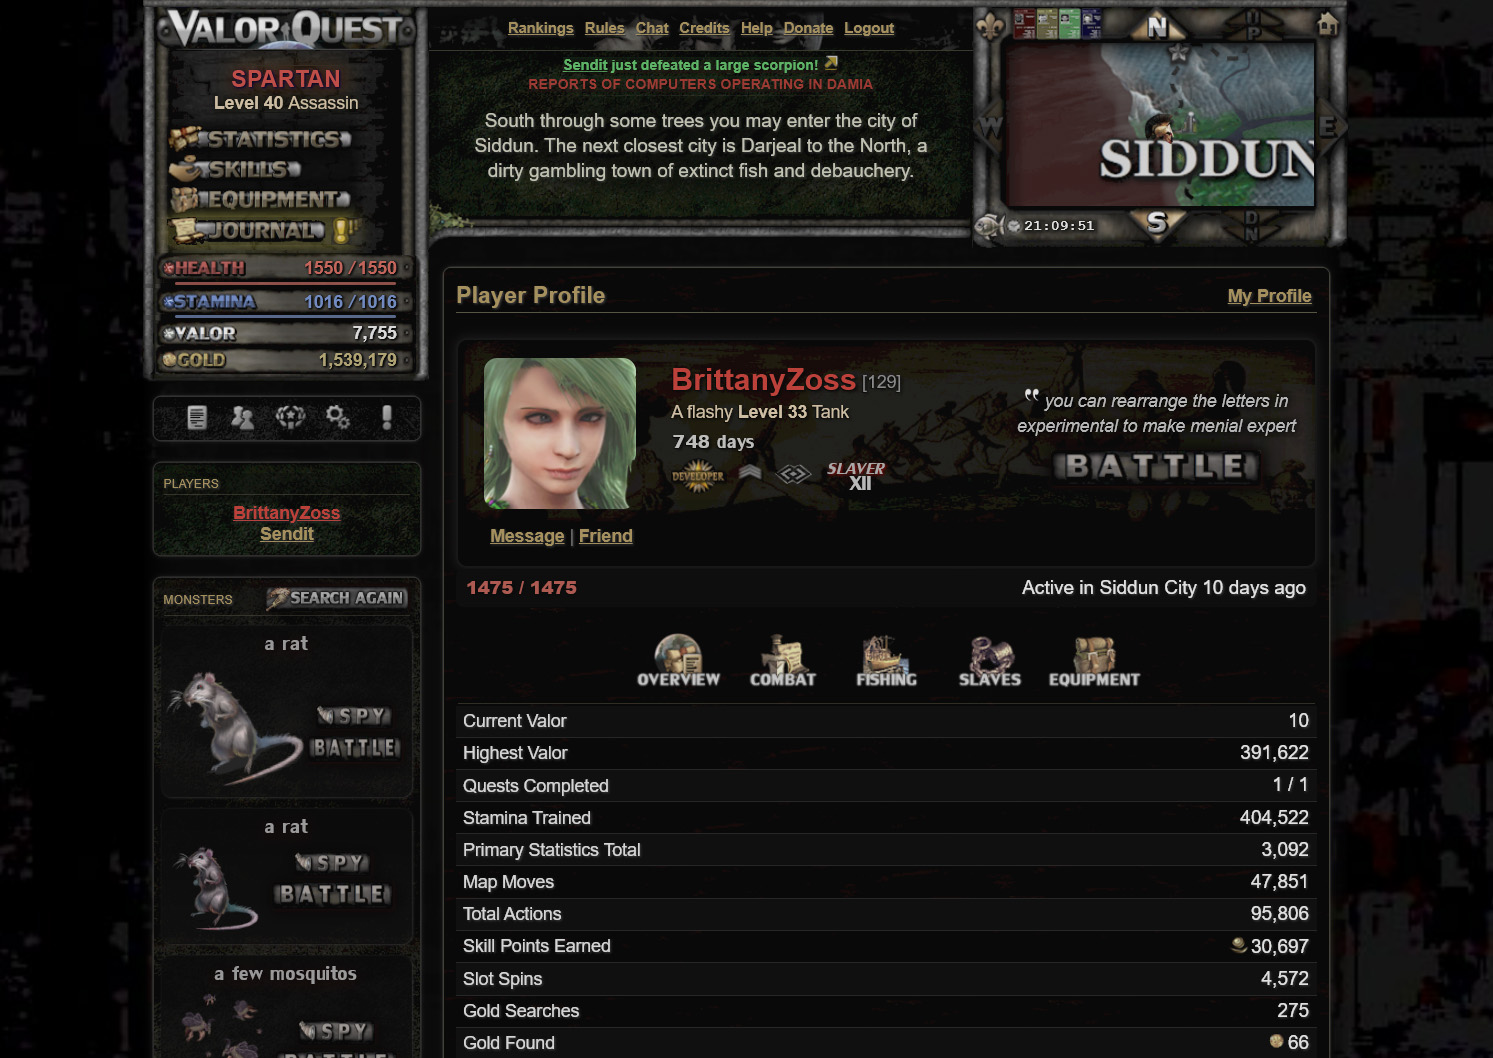 VALOR QUEST
SPARTAN
Level 40 Assassin
STATISTICS
SKILLS
EQUIPMENT
JOURNAL
HEALTH 1550 / 1550
STAMINA 1016 / 1016
VALOR 7,755
GOLD 1,539,179
Rankings Rules Chat Credits Help Donate Logout
Sendit just defeated a large scorpion!
REPORTS OF COMPUTERS OPERATING IN DAMIA
South through some trees you may enter the city of
Siddun. The next closest city is Darjeal to the North, a
dirty gambling town of extinct fish and debauchery.
N
UP
W
E
SIDDUN
21:09:51
S
DN
PLAYERS
BrittanyZoss
Sendit
MONSTERS
SEARCH AGAIN
a rat
SPY
BATTLE
a rat
SPY
BATTLE
a few mosquitos
SPY
BATTLE
Player Profile
My Profile
BrittanyZoss [129]
A flashy Level 33 Tank
748 days
DEVELOPER
SLAVER
XII
" you can rearrange the letters in
experimental to make menial expert
BATTLE
Message | Friend
1475 / 1475
Active in Siddun City 10 days ago
OVERVIEW COMBAT FISHING SLAVES EQUIPMENT
Current Valor 10
Highest Valor 391,622
Quests Completed 1 / 1
Stamina Trained 404,522
Primary Statistics Total 3,092
Map Moves 47,851
Total Actions 95,806
Skill Points Earned 30,697
Slot Spins 4,572
Gold Searches 275
Gold Found 66